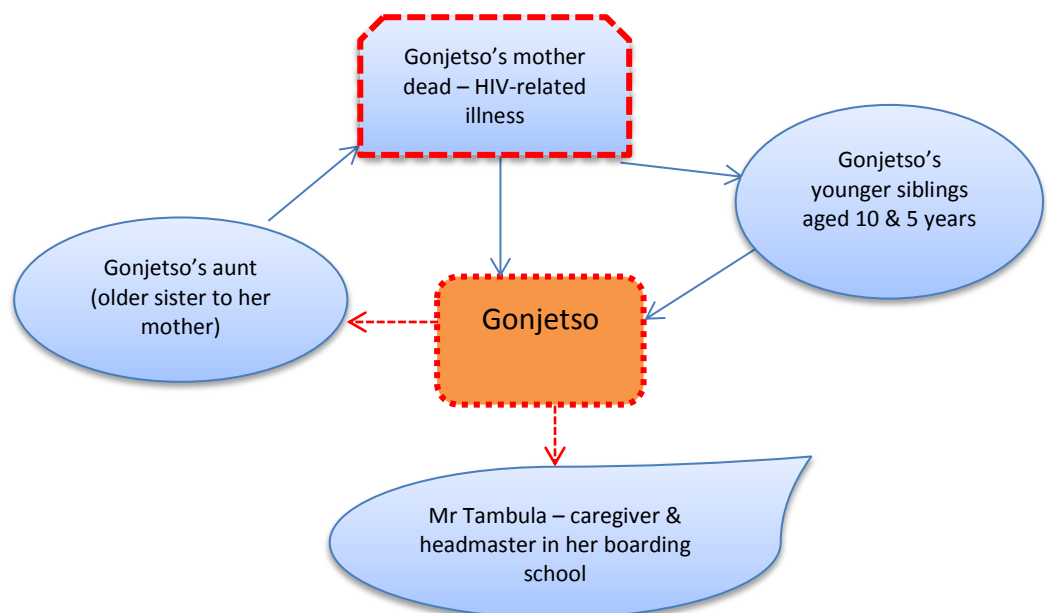 Gonjetso’s mother
dead – HIV-related
illness
Gonjetso’s
younger siblings
aged 10 & 5 years
Gonjetso’s aunt
(older sister to her
mother)
Gonjetso
Mr Tambula – caregiver &
headmaster in her boarding
school